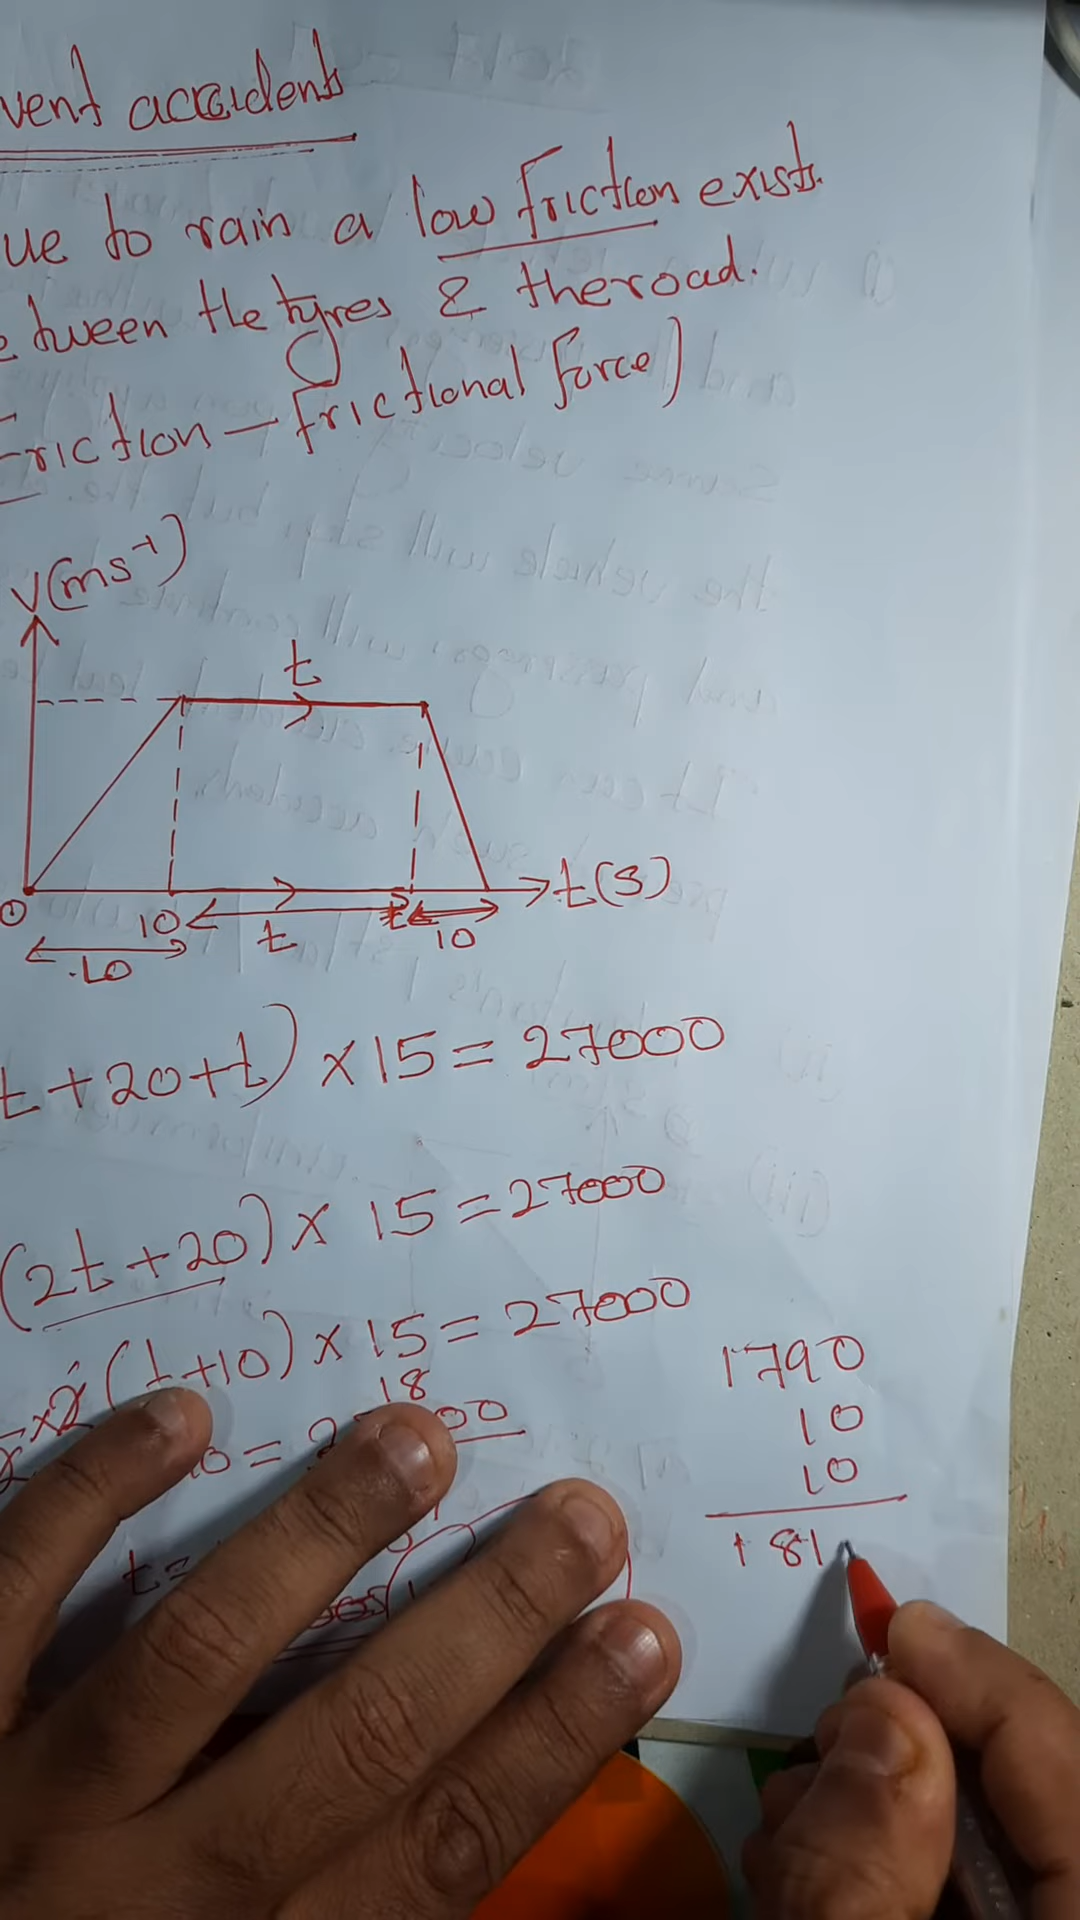 vent accidents
ue to rain a low friction exists.
tween the tyres & the road.
riction - frictional force)
V(ms⁻¹)
t
t(s)
0
10
t
10
10
t+20+t) × 15 = 27000
(2t+20) × 15 = 27000
(t+10) × 15 = 27000
18
t =
1790
10
10
181